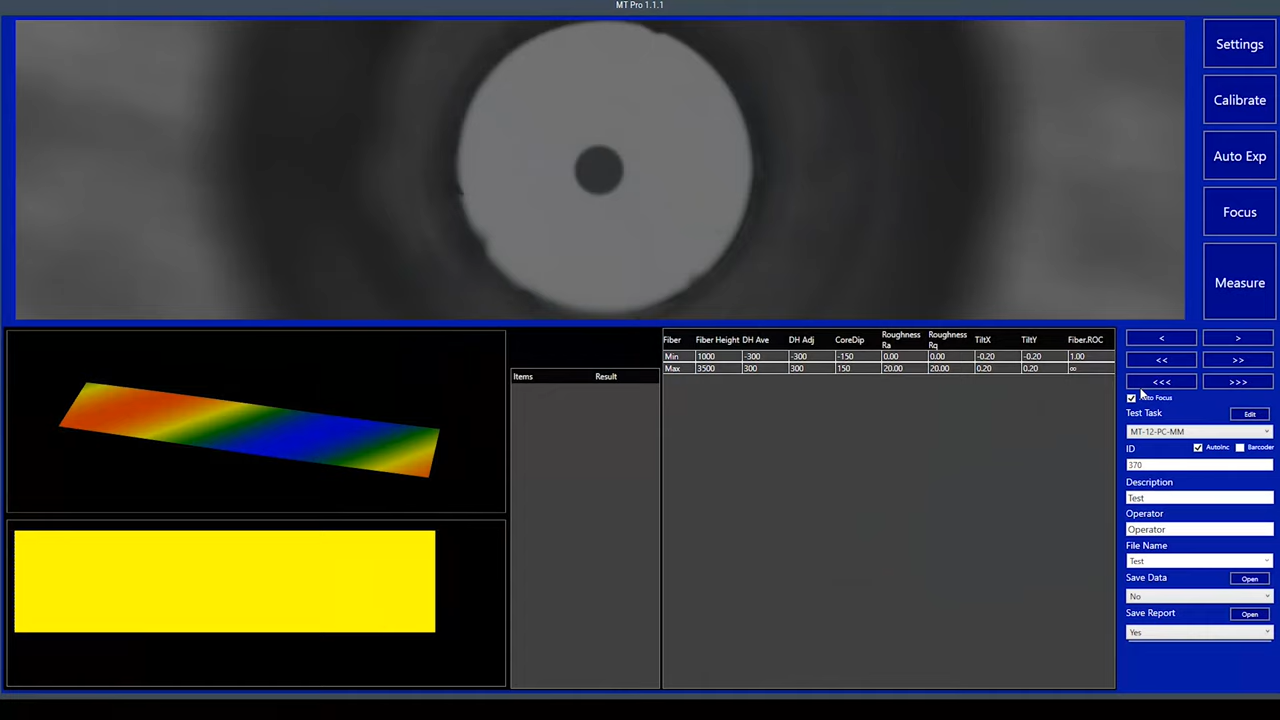 MT Pro 1.1.1
Settings
Calibrate
Auto Exp
Focus
Measure
Items Result
Fiber Fiber Height DH Ave DH Adj CoreDip Roughness Ra Roughness Rq TiltX TiltY Fiber.ROC
Min 1000 -300 -300 -150 0.00 0.00 -0.20 -0.20 1.00
Max 3500 300 300 150 20.00 20.00 0.20 0.20 ∞
< >
<< >>
<<< >>>
Auto Focus
Test Task Edit
MT-12-PC-MM
ID AutoInc Barcoder
370
Description
Test
Operator
Operator
File Name
Test
Save Data Open
No
Save Report Open
Yes